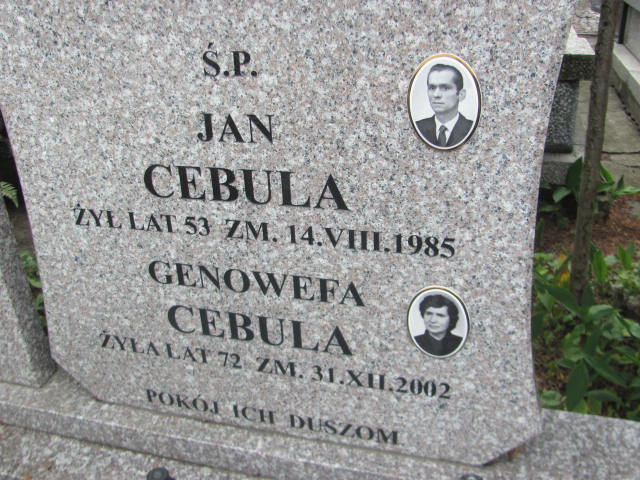 Ś.P.
JAN
CEBULA
ŻYŁ LAT 53 ZM. 14.VIII.1985
GENOWEFA
CEBULA
ŻYŁA LAT 72 ZM. 31.XII.2002
POKÓJ ICH DUSZOM